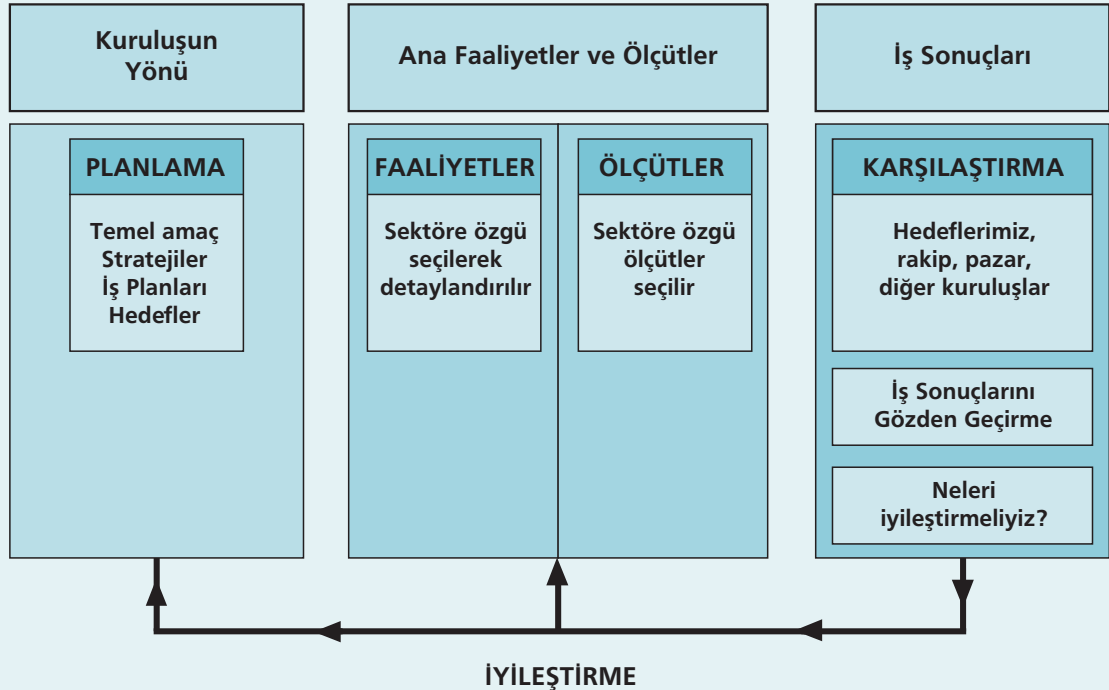 Kuruluşun
Yönü
Ana Faaliyetler ve Ölçütler
İş Sonuçları
PLANLAMA
Temel amaç
Stratejiler
İş Planları
Hedefler
FAALİYETLER
Sektöre özgü
seçilerek
detaylandırılır
ÖLÇÜTLER
Sektöre özgü
ölçütler
seçilir
KARŞILAŞTIRMA
Hedeflerimiz,
rakip, pazar,
diğer kuruluşlar
İş Sonuçlarını
Gözden Geçirme
Neleri
iyileştirmeliyiz?
İYİLEŞTİRME